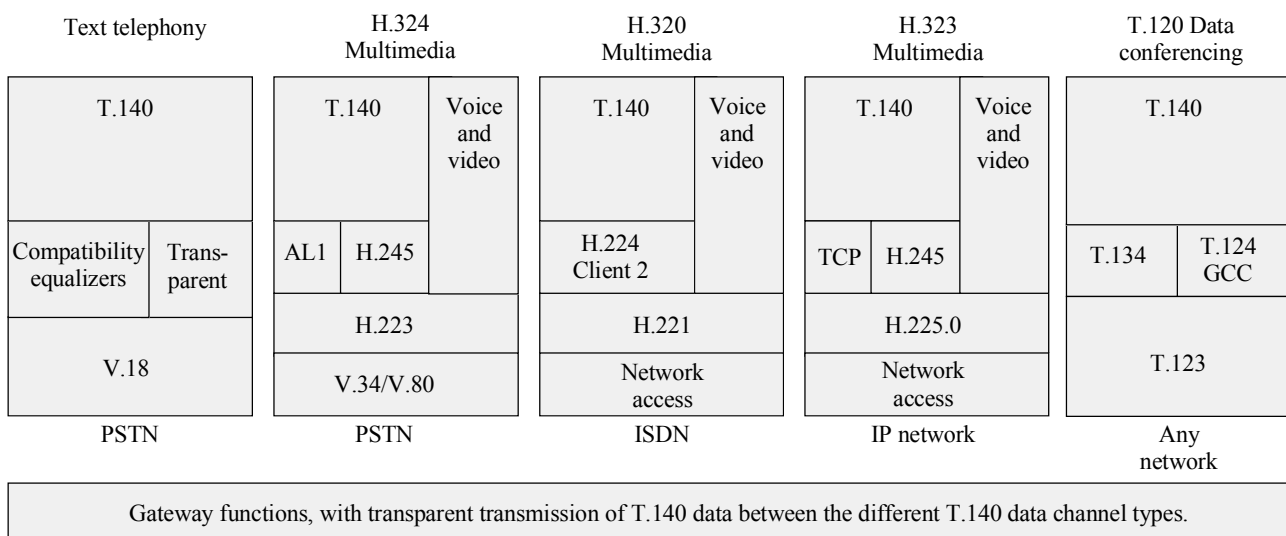 Text telephony
H.324
Multimedia
H.320
Multimedia
H.323
Multimedia
T.120 Data
conferencing
T.140
Compatibility
equalizers
Trans-
parent
V.18
PSTN
T.140
Voice
and
video
AL1
H.245
H.223
V.34/V.80
PSTN
T.140
Voice
and
video
H.224
Client 2
H.221
Network
access
ISDN
T.140
Voice
and
video
TCP
H.245
H.225.0
Network
access
IP network
T.140
T.134
T.124
GCC
T.123
Any
network
Gateway functions, with transparent transmission of T.140 data between the different T.140 data channel types.